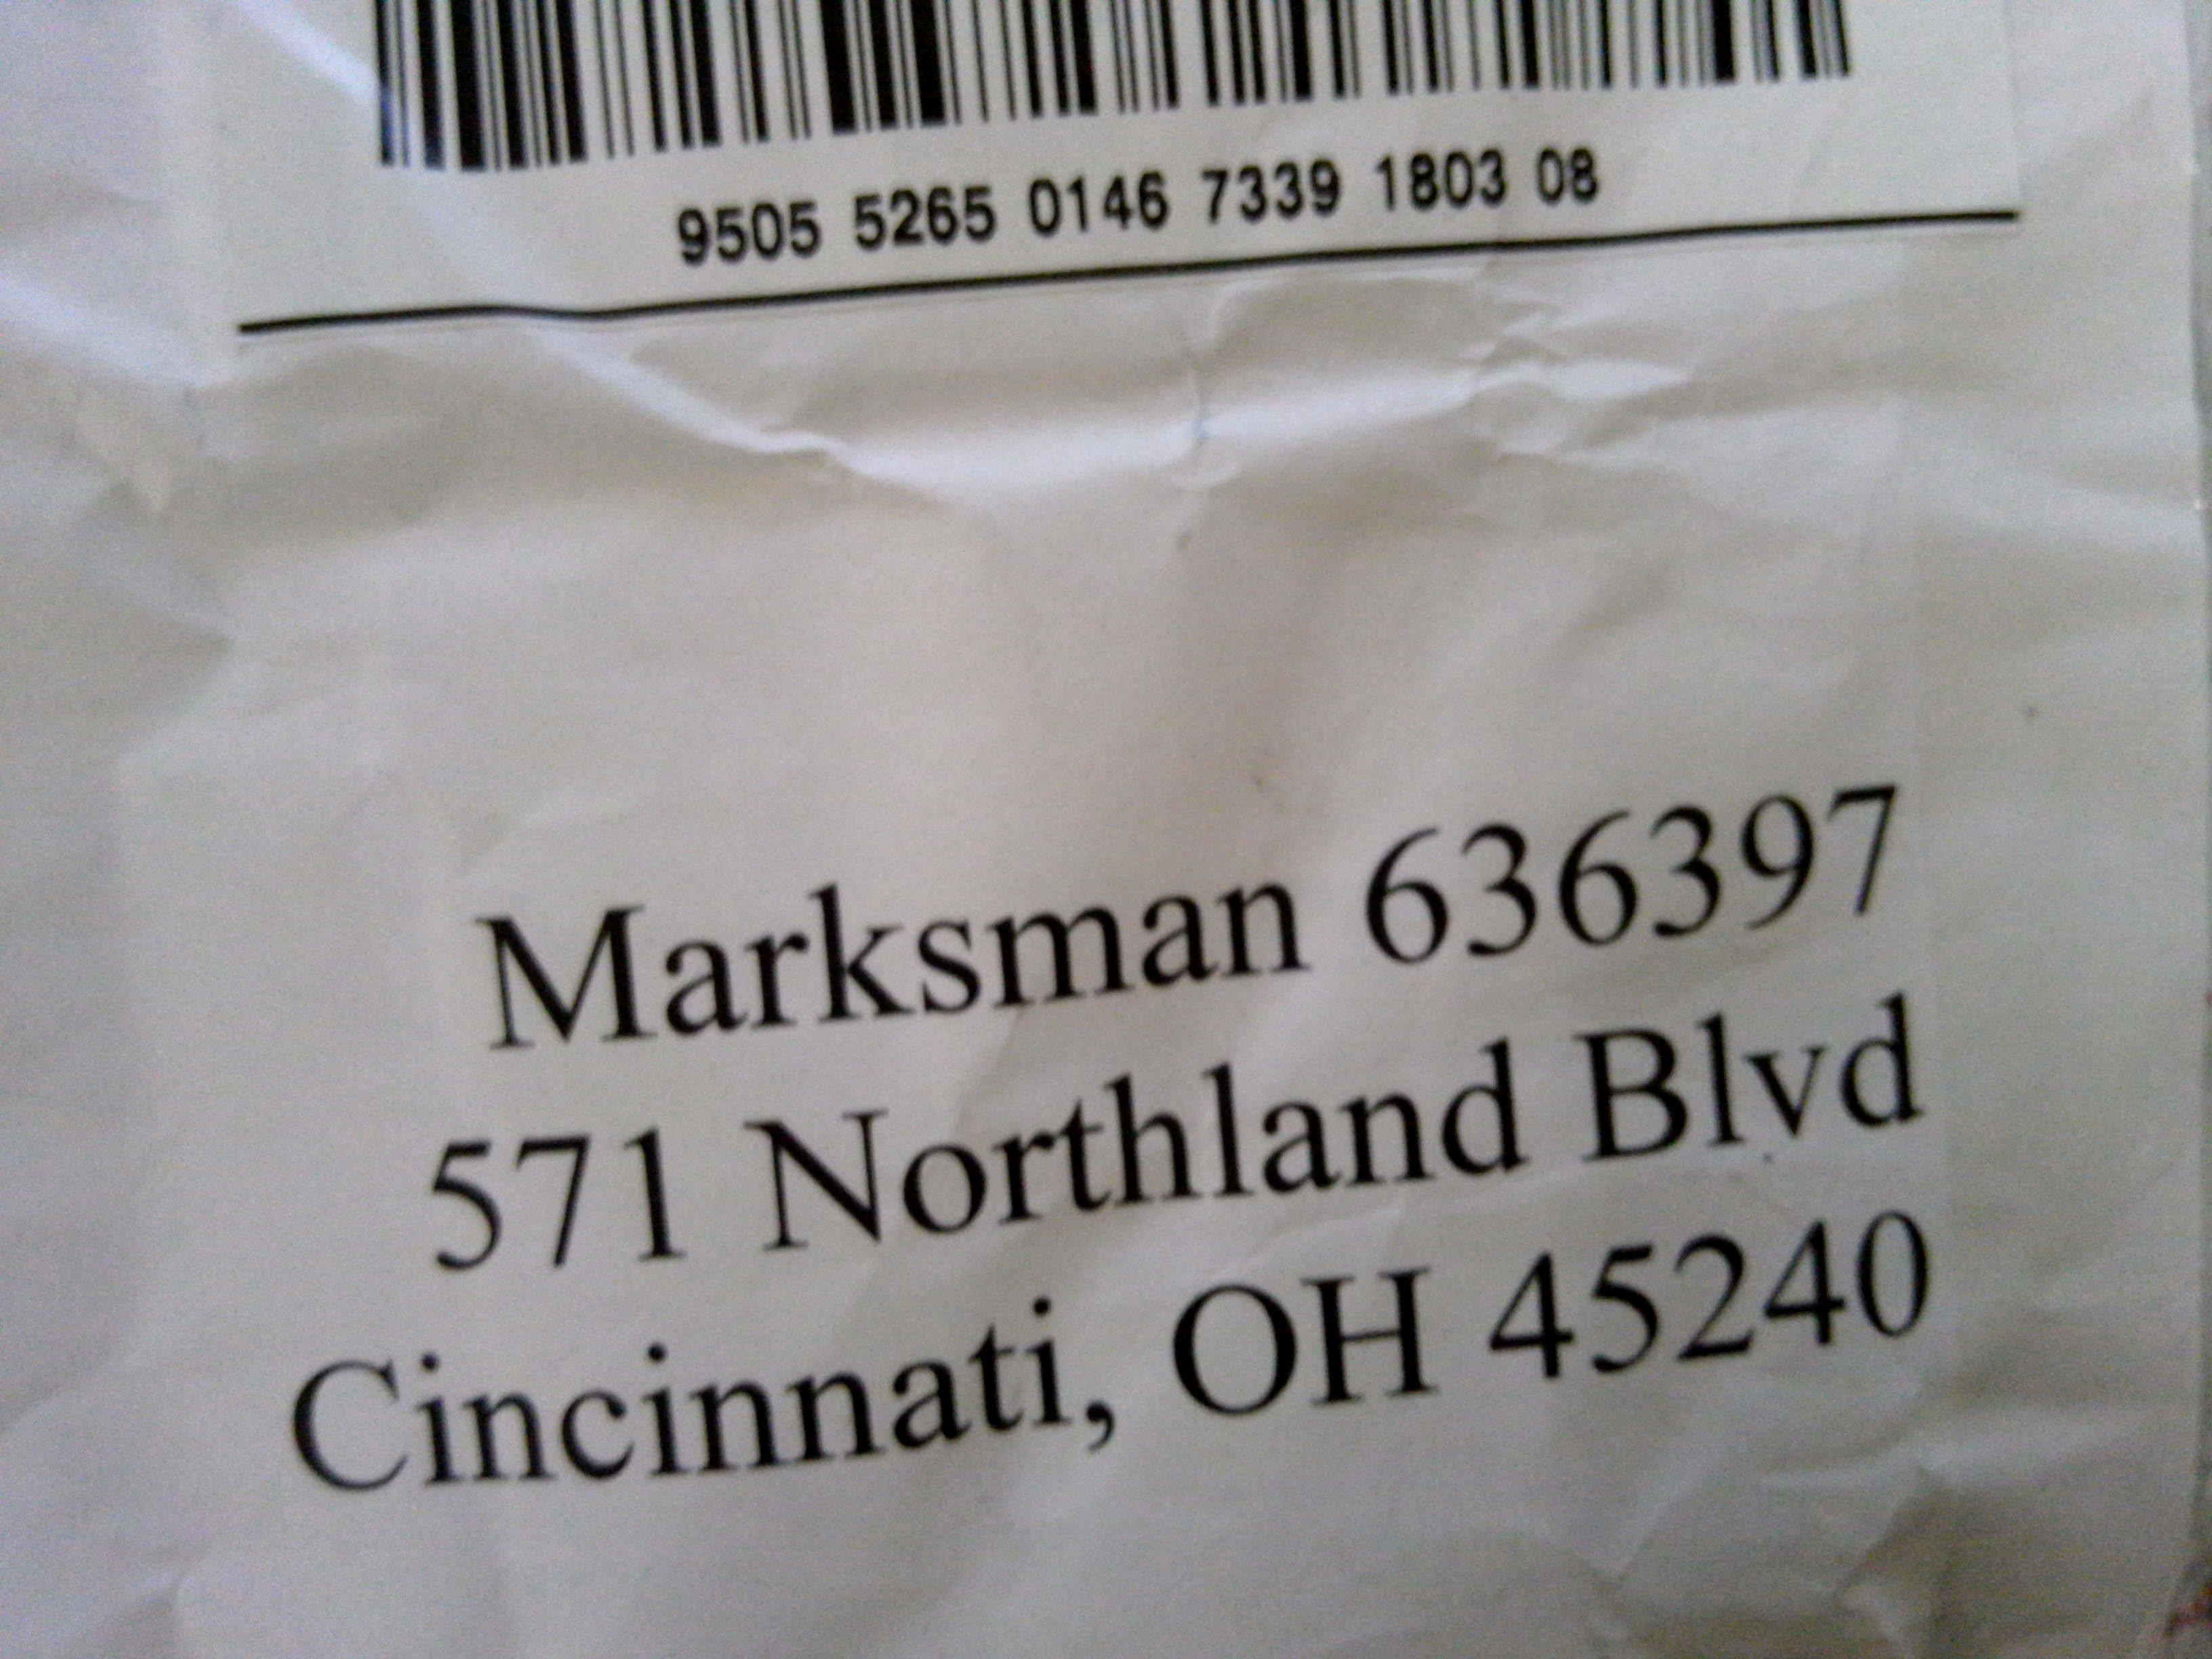 9505 5265 0146 7339 1803 08
Marksman 636397
571 Northland Blvd
Cincinnati, OH 45240